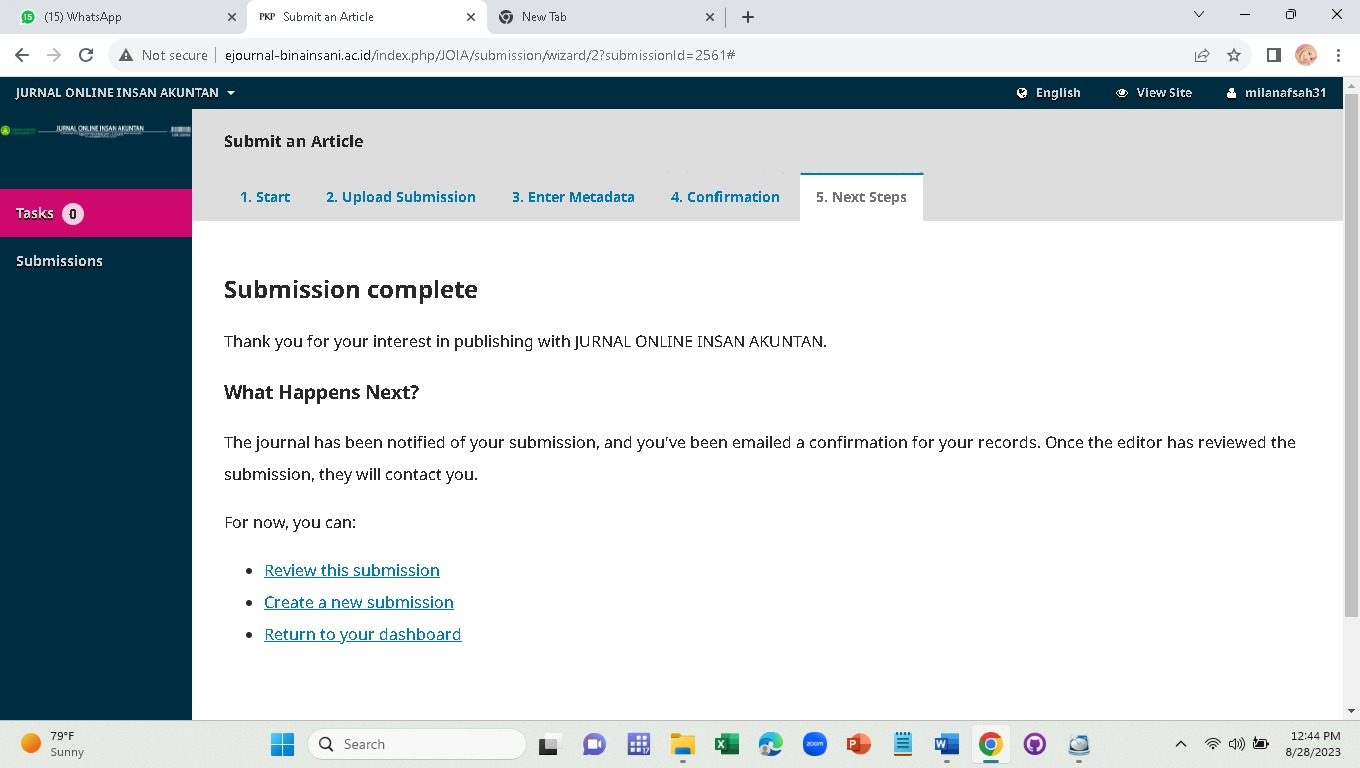 (15) WhatsApp
PKP Submit an Article
New Tab
Not secure ejournal-binainsani.ac.id/index.php/JOIA/submission/wizard/2?submissionId=2561#
JURNAL ONLINE INSAN AKUNTAN
English
View Site
milanafsah31
JURNAL ONLINE INSAN AKUNTAN
Submit an Article
1. Start
2. Upload Submission
3. Enter Metadata
4. Confirmation
5. Next Steps
Tasks 0
Submissions
Submission complete
Thank you for your interest in publishing with JURNAL ONLINE INSAN AKUNTAN.
What Happens Next?
The journal has been notified of your submission, and you've been emailed a confirmation for your records. Once the editor has reviewed the
submission, they will contact you.
For now, you can:
Review this submission
Create a new submission
Return to your dashboard
79°F
Sunny
Search
zoom
12:44 PM
8/28/2023